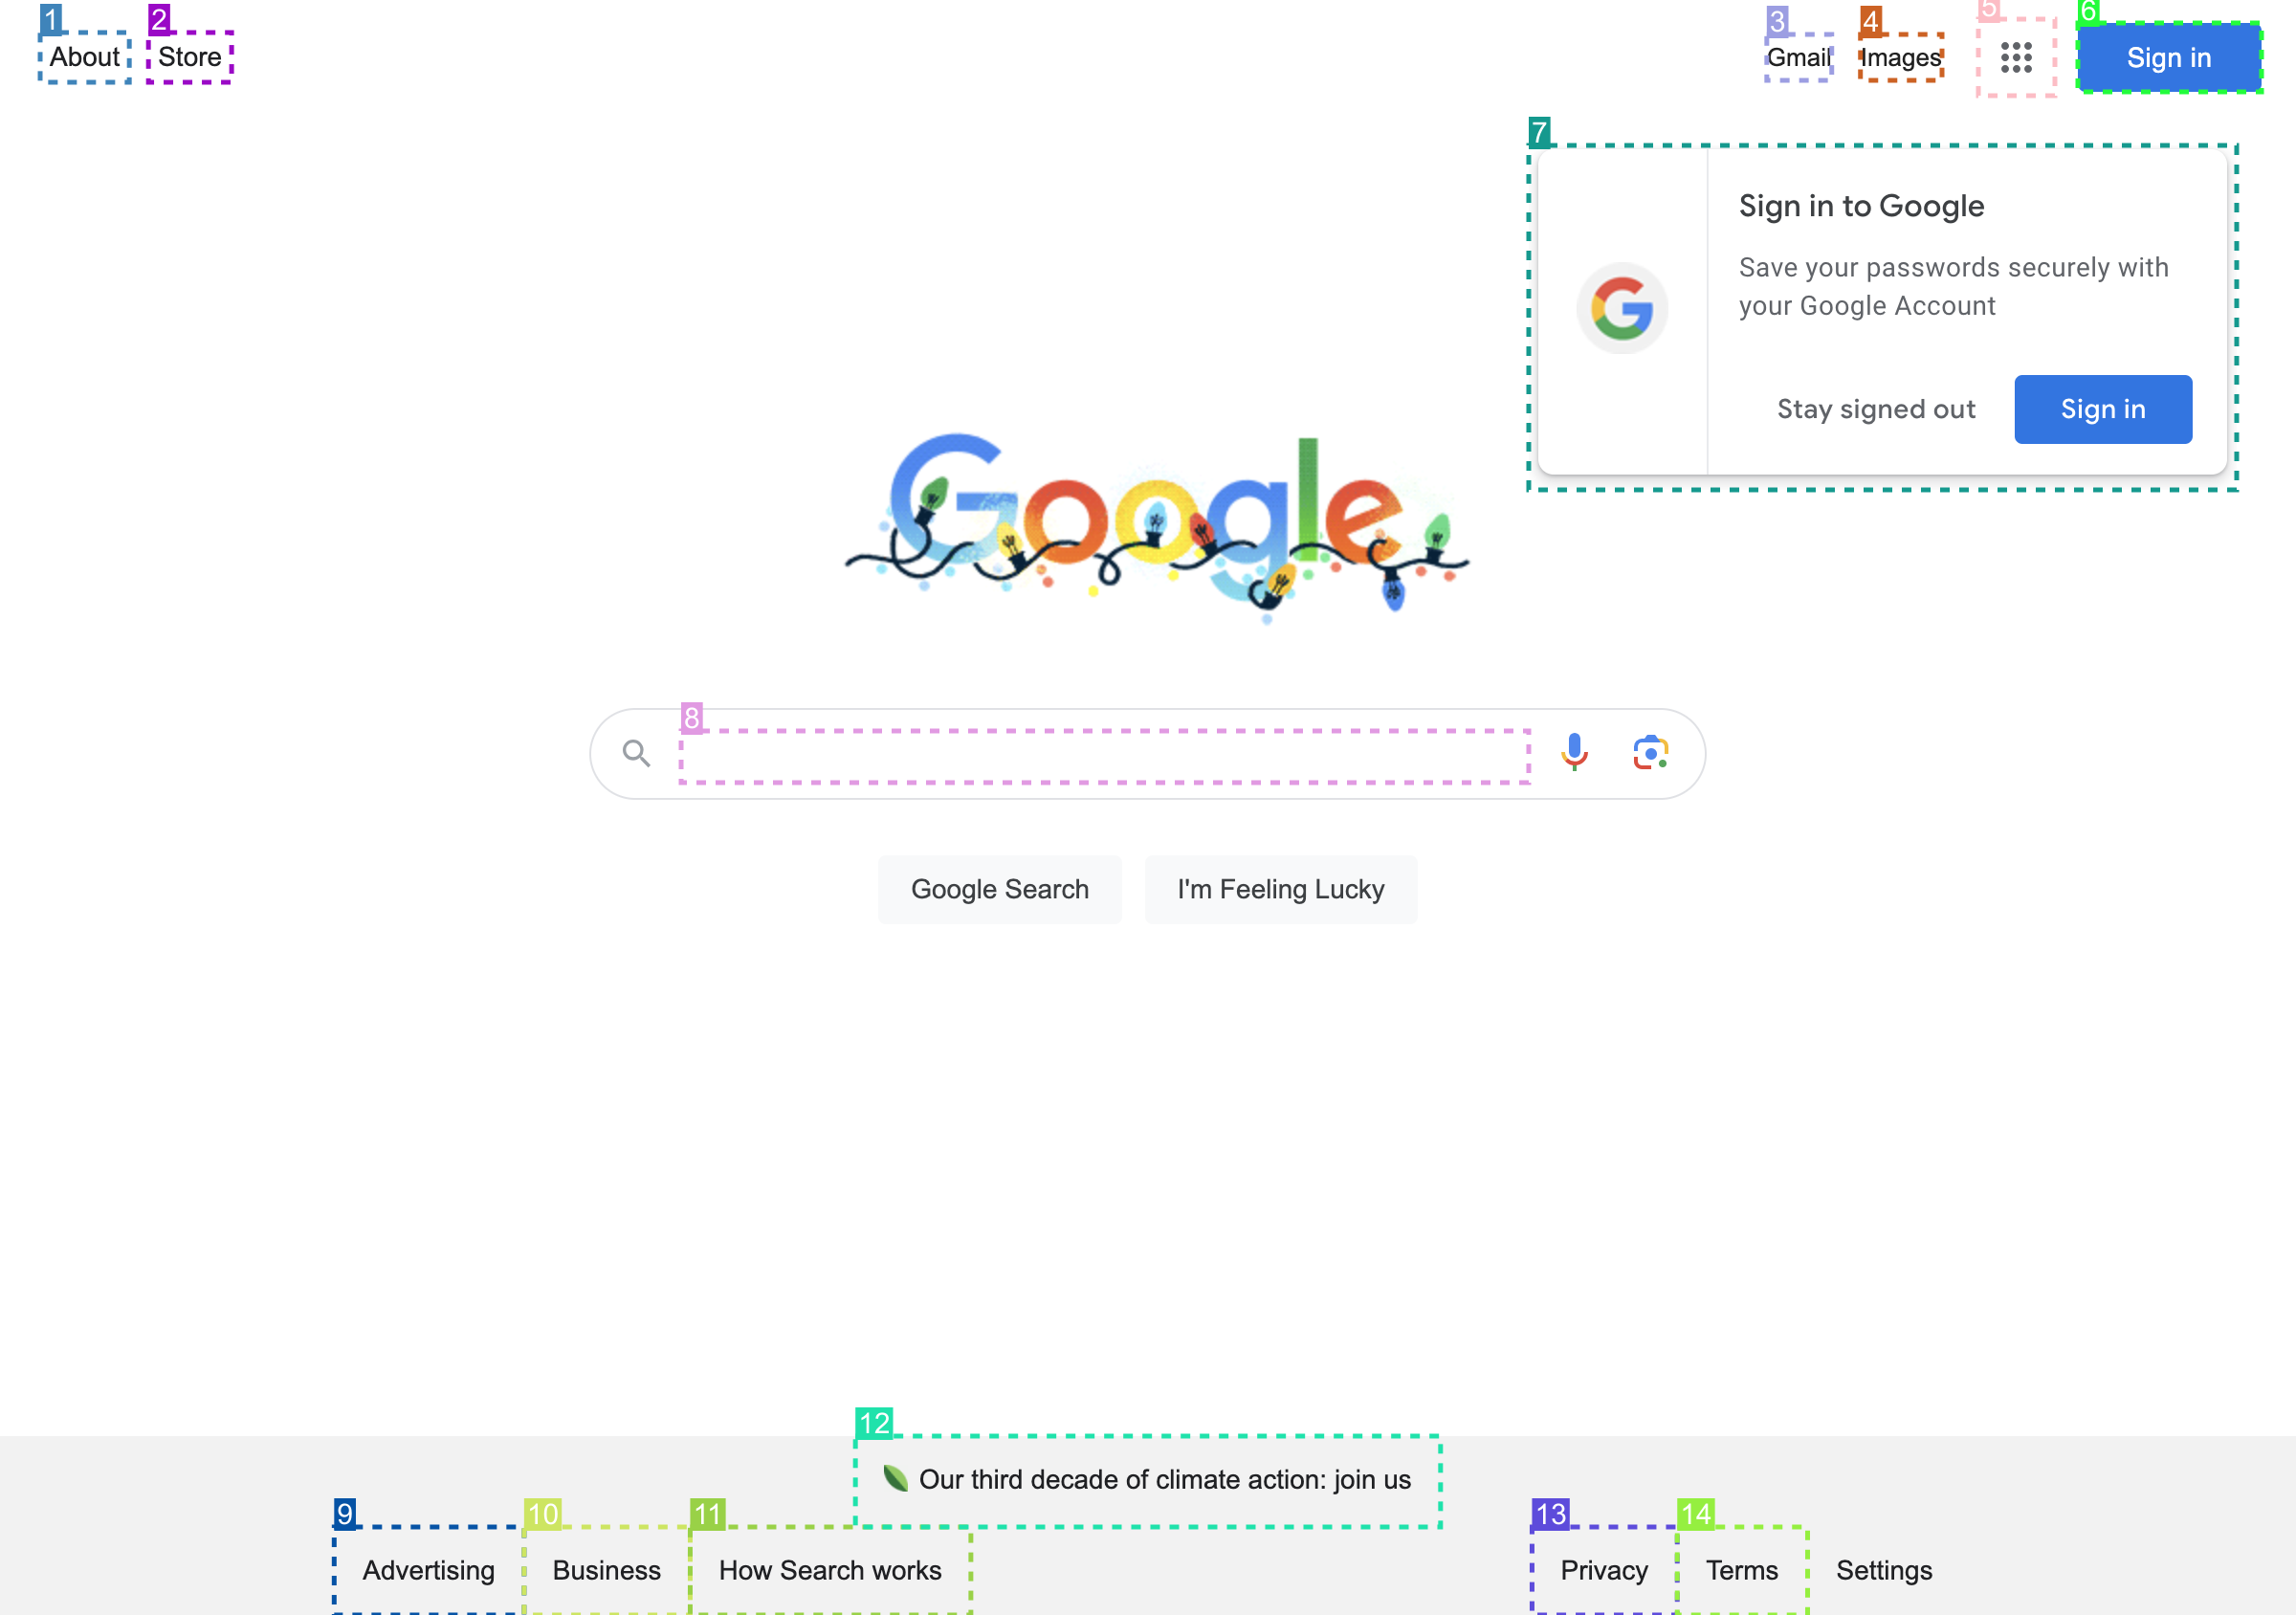 1
2
3
4
5
6
About
Store
Gmail
Images
Sign in
7
Sign in to Google
Save your passwords securely with
your Google Account
Stay signed out
Sign in
Google
8
Google Search
I'm Feeling Lucky
12
Our third decade of climate action: join us
9
10
11
13
14
Advertising
Business
How Search works
Privacy
Terms
Settings